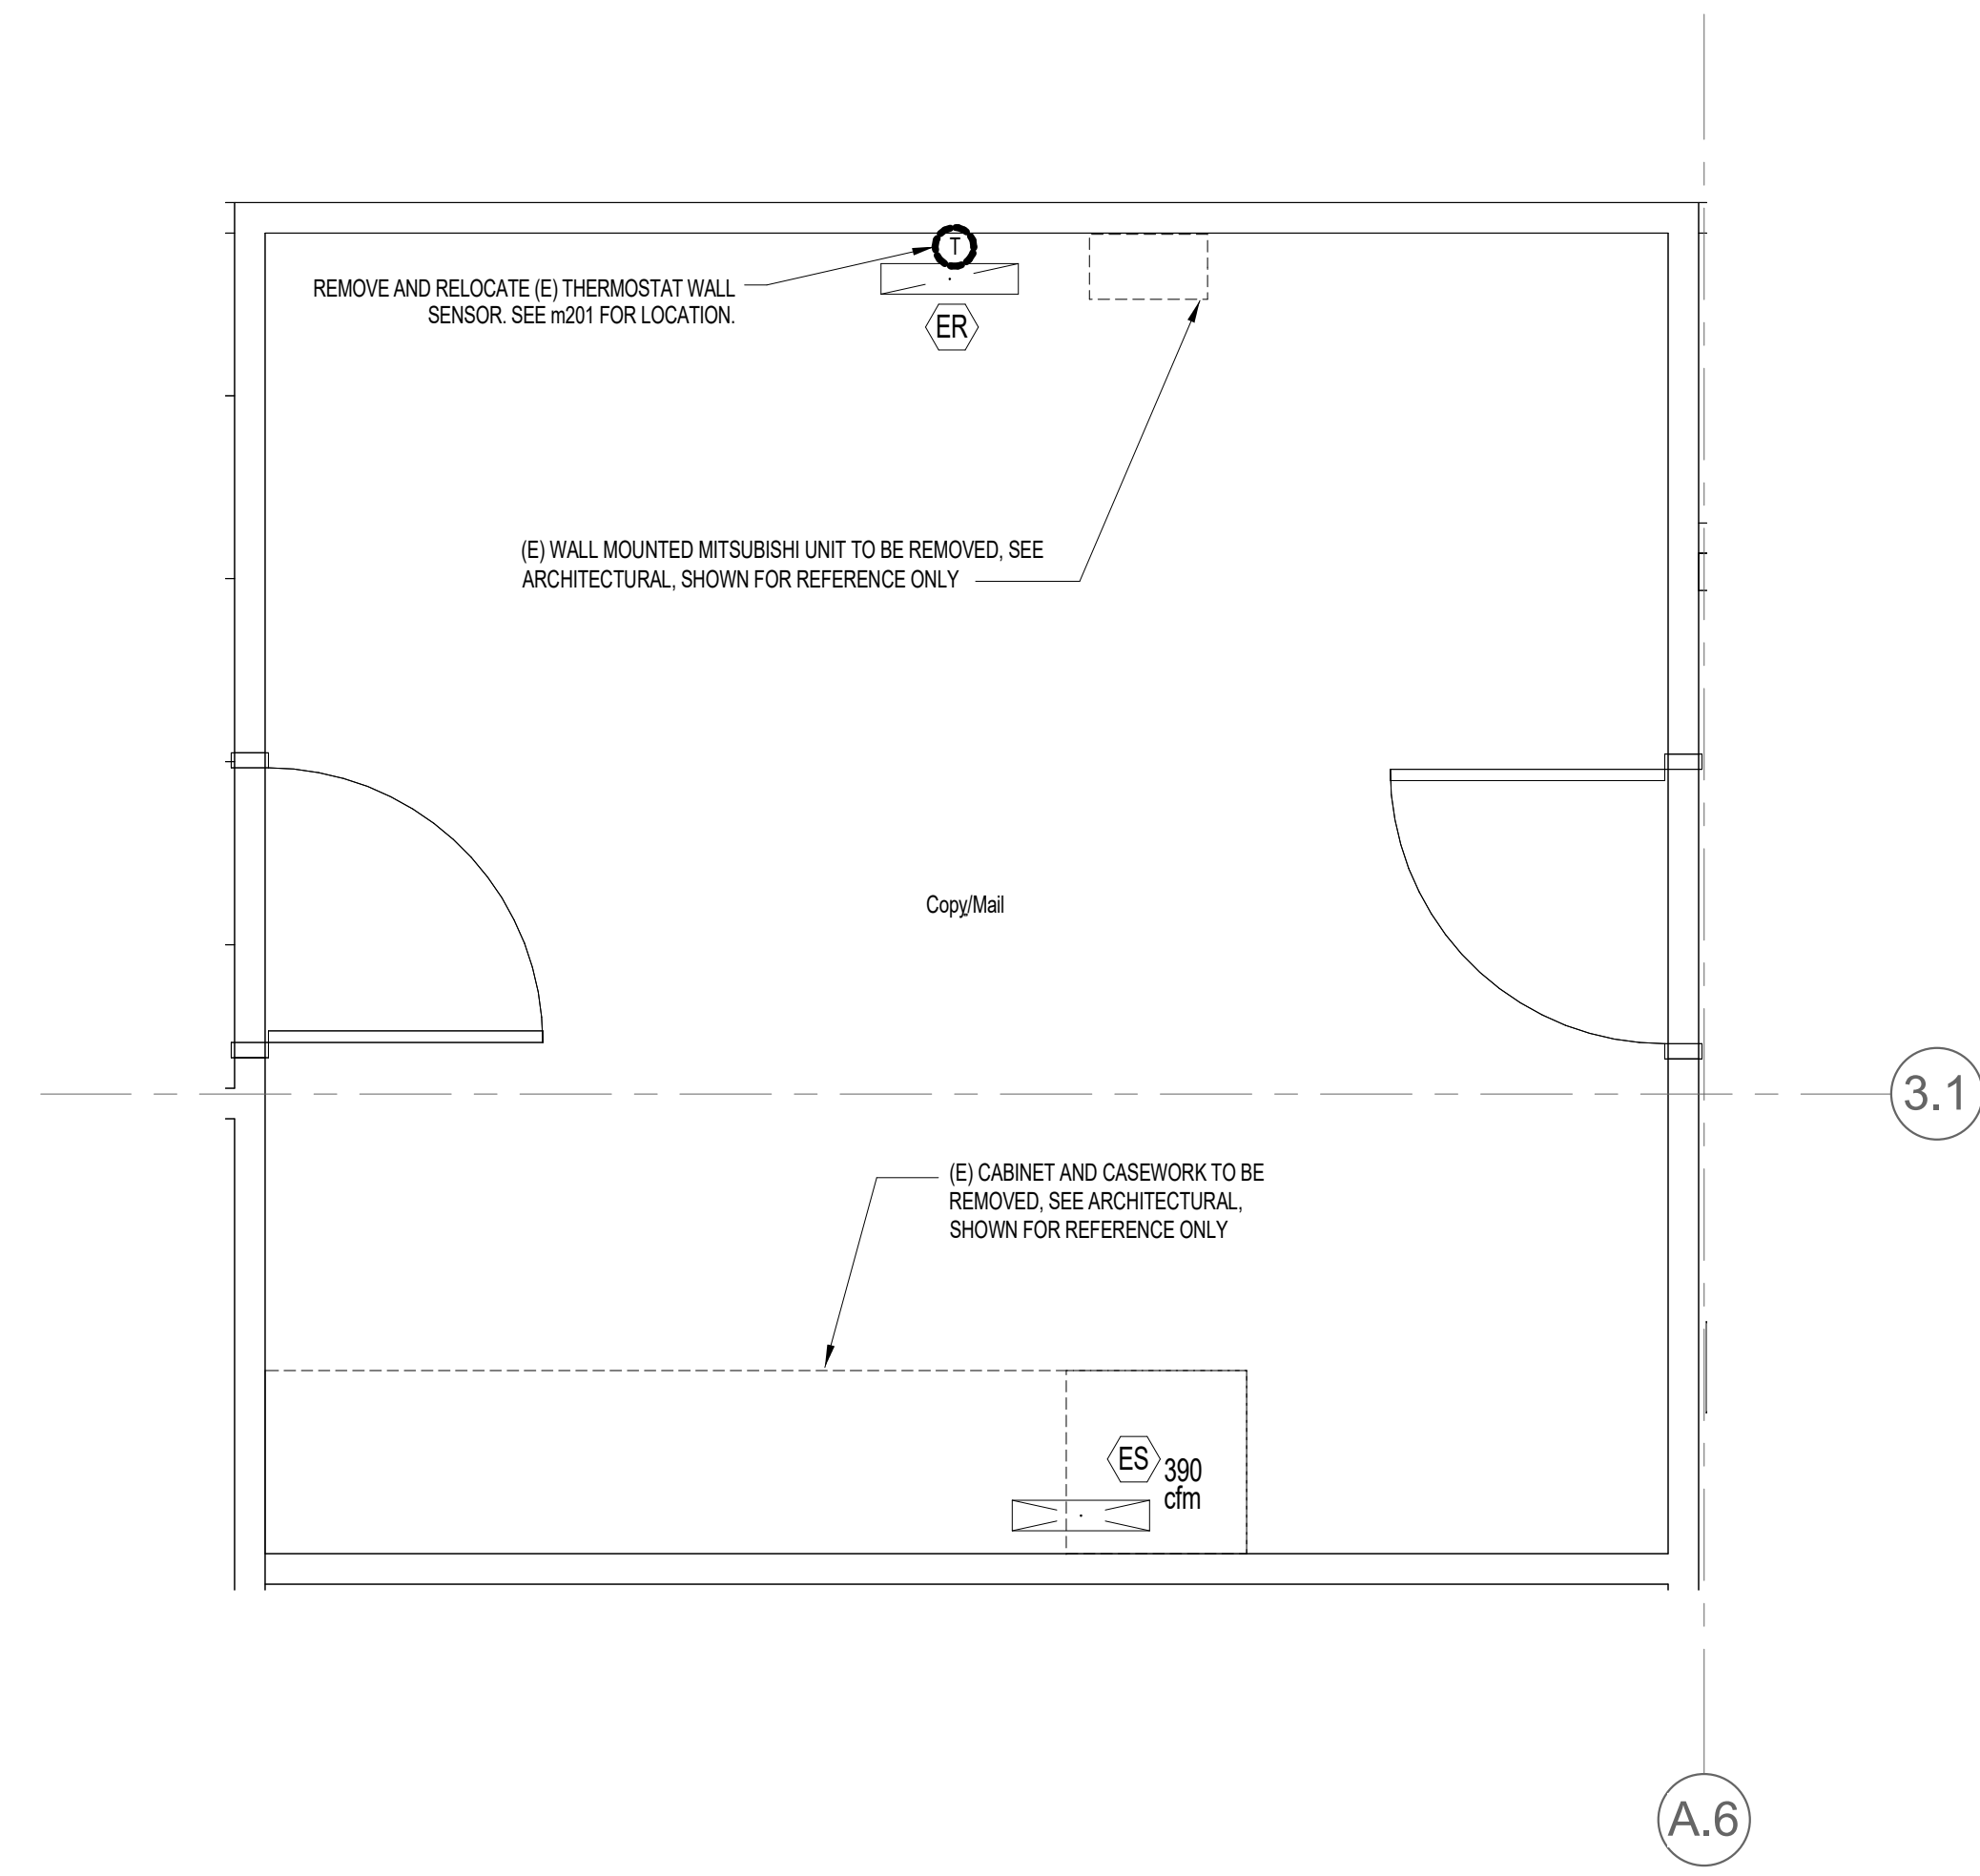 T
REMOVE AND RELOCATE (E) THERMOSTAT WALL
SENSOR. SEE m201 FOR LOCATION.
ER
(E) WALL MOUNTED MITSUBISHI UNIT TO BE REMOVED, SEE
ARCHITECTURAL, SHOWN FOR REFERENCE ONLY
Copy/Mail
3.1
(E) CABINET AND CASEWORK TO BE
REMOVED, SEE ARCHITECTURAL,
SHOWN FOR REFERENCE ONLY
ES
390
cfm
A.6